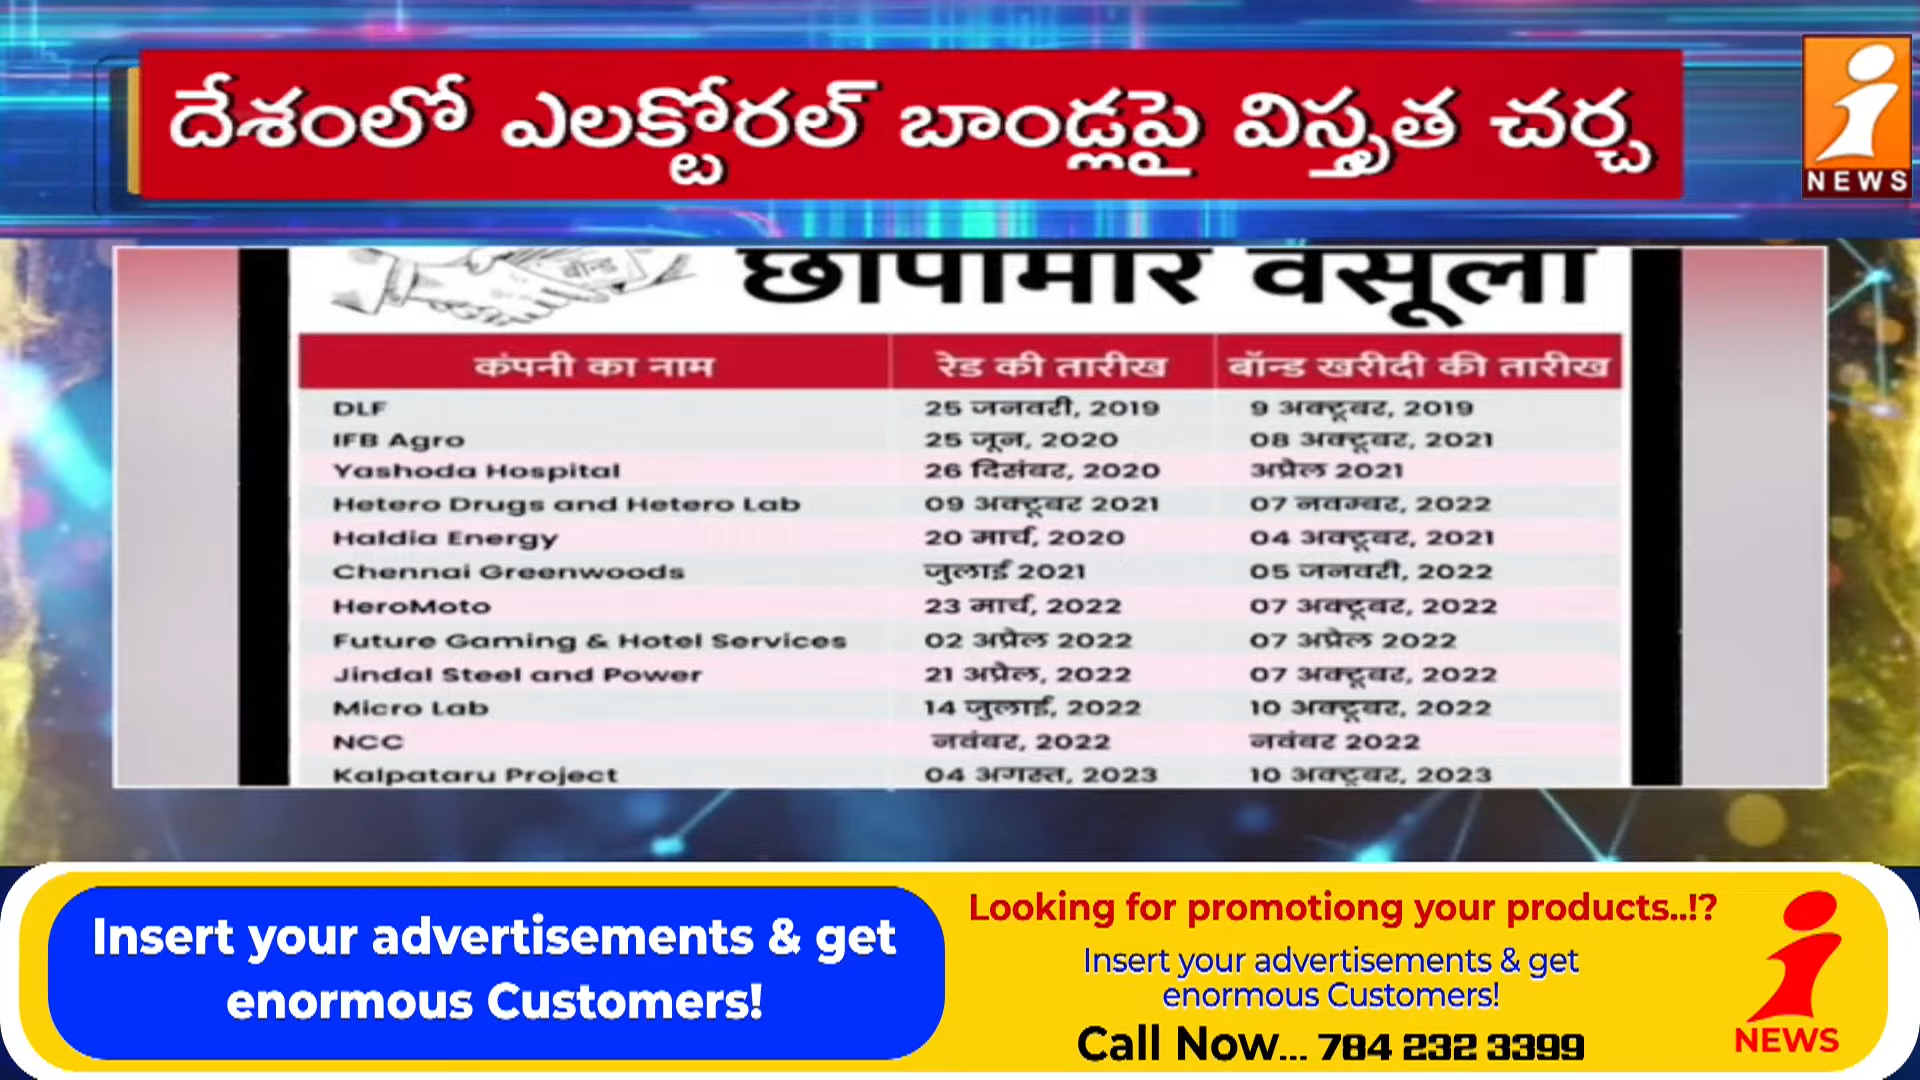 దేశంలో ఎలక్టోరల్ బాండ్లపై విస్తృత చర్చ
NEWS
बॉन्ड
छापामार वसूली
कंपनी का नाम रेड की तारीख बॉन्ड खरीदी की तारीख
DLF 25 जनवरी, 2019 9 अक्टूबर, 2019
IFB Agro 25 जून, 2020 08 अक्टूबर, 2021
Yashoda Hospital 26 दिसंबर, 2020 अप्रैल 2021
Hetero Drugs and Hetero Lab 09 अक्टूबर 2021 07 नवम्बर, 2022
Haldia Energy 20 मार्च, 2020 04 अक्टूबर, 2021
Chennai Greenwoods जुलाई 2021 05 जनवरी, 2022
HeroMoto 23 मार्च, 2022 07 अक्टूबर, 2022
Future Gaming & Hotel Services 02 अप्रैल 2022 07 अप्रैल 2022
Jindal Steel and Power 21 अप्रैल, 2022 07 अक्टूबर, 2022
Micro Lab 14 जुलाई, 2022 10 अक्टूबर, 2022
NCC नवंबर, 2022 नवंबर 2022
Kalpataru Project 04 अगस्त, 2023 10 अक्टूबर, 2023
Insert your advertisements & get
enormous Customers!
Looking for promotiong your products..!?
Insert your advertisements & get
enormous Customers!
Call Now... 784 232 3399
NEWS